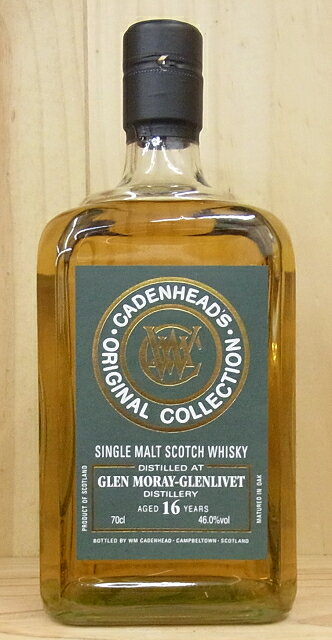 · CADENHEAD'S ·
ORIGINAL COLLECTION
WC
SINGLE MALT SCOTCH WHISKY
DISTILLED AT
GLEN MORAY-GLENLIVET
DISTILLERY
AGED 16 YEARS
70cl 46.0%vol
PRODUCT OF SCOTLAND
MATURED IN OAK
BOTTLED BY WM CADENHEAD · CAMPBELTOWN · SCOTLAND